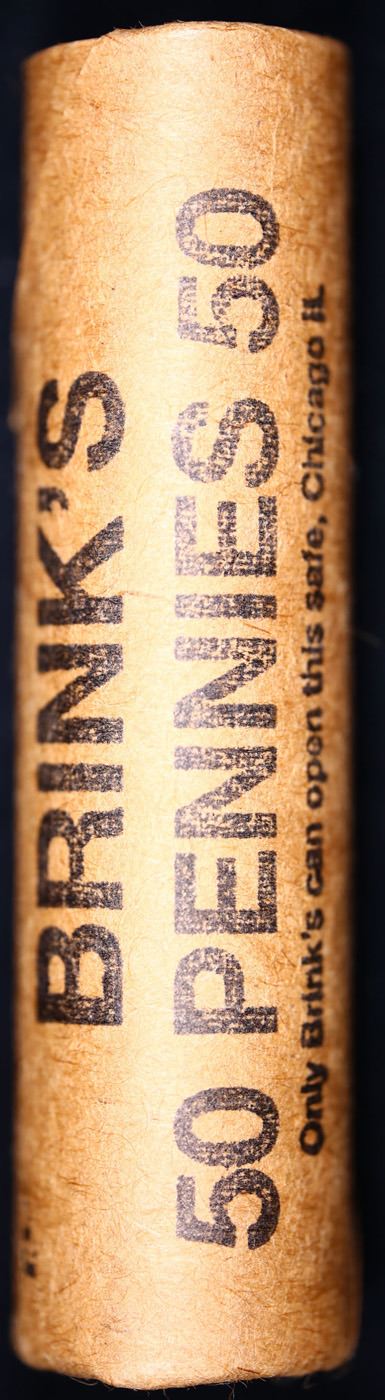 BRINK'S
50 PENNIES 50
Only Brink's can open this safe, Chicago IL